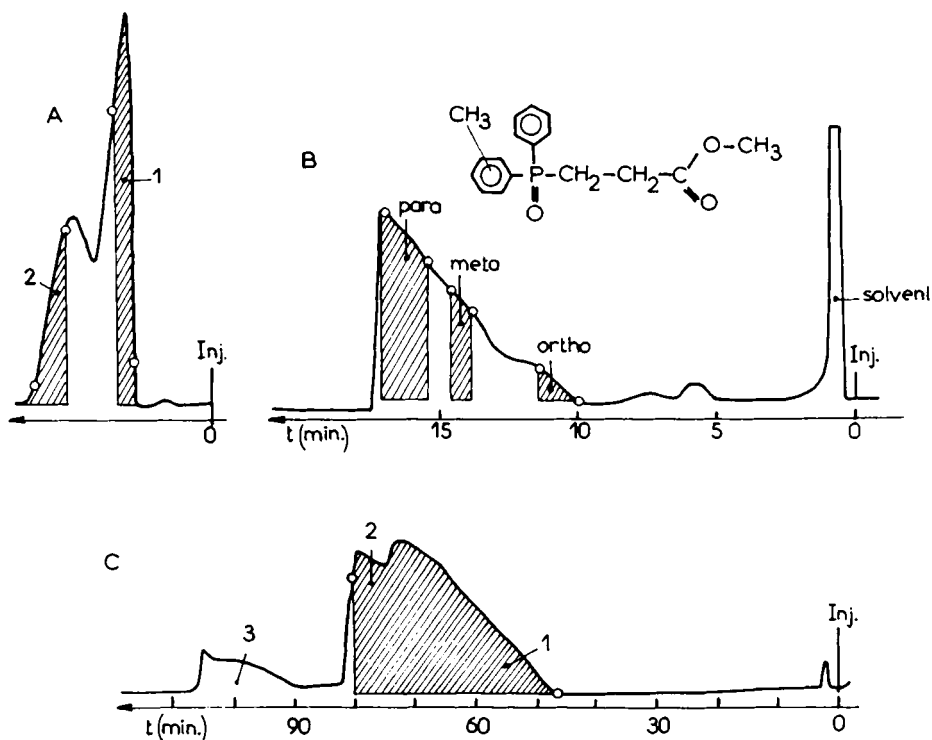 A
1
2
Inj.
0
B
CH3
P
O
CH2
CH2
C
O
CH3
O
para
meta
ortho
solvent
Inj.
t (min.)
15
10
5
0
C
2
3
1
Inj.
t (min.)
90
60
30
0